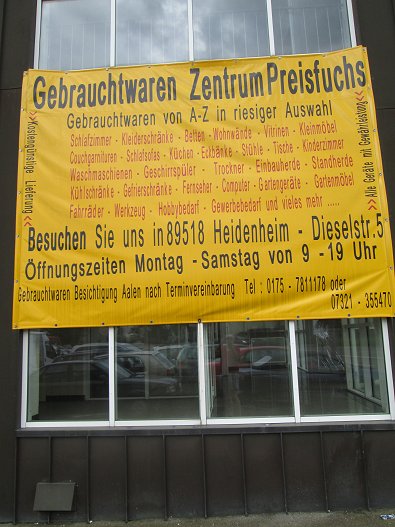 Gebrauchtwaren Zentrum Preisfuchs
Gebrauchtwaren von A-Z in riesiger Auswahl
Schlafzimmer - Kleiderschränke - Betten - Wohnwände - Vitrinen - Kleinmöbel
Couchgarnituren - Schlafsofas - Küchen - Eckbänke - Stühle - Tische - Kinderzimmer
Waschmaschienen - Geschirrspüler - Trockner - Einbauherde - Standherde
Kühlschränke - Gefrierschränke - Fernseher - Computer - Gartengeräte - Gartenmöbel
Fahrräder - Werkzeug - Hobbybedarf - Gewerbebedarf und vieles mehr .....
<< Kostengünstige Lieferung >>
<< Alle Geräte mit Gewährleistung >>
Besuchen Sie uns in 89518 Heidenheim - Dieselstr. 5
Öffnungszeiten Montag - Samstag von 9 - 19 Uhr
Gebrauchtwaren Besichtigung Aalen nach Terminvereinbarung Tel : 0175 - 7811178 oder
07321 - 355470